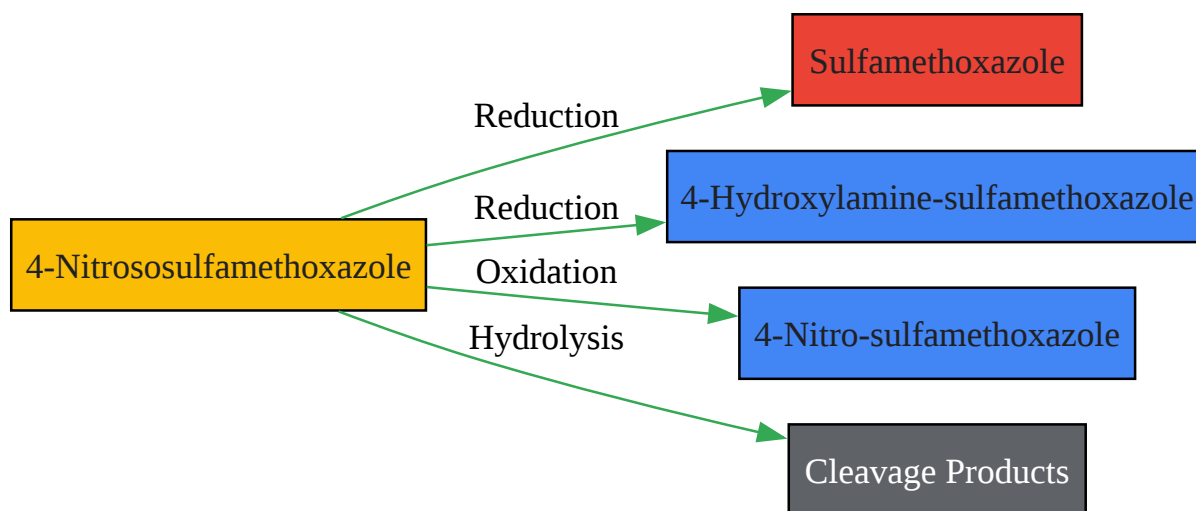 Sulfamethoxazole
Reduction
4-Hydroxylamine-sulfamethoxazole
Reduction
4-Nitrososulfamethoxazole
Oxidation
4-Nitro-sulfamethoxazole
Hydrolysis
Cleavage Products